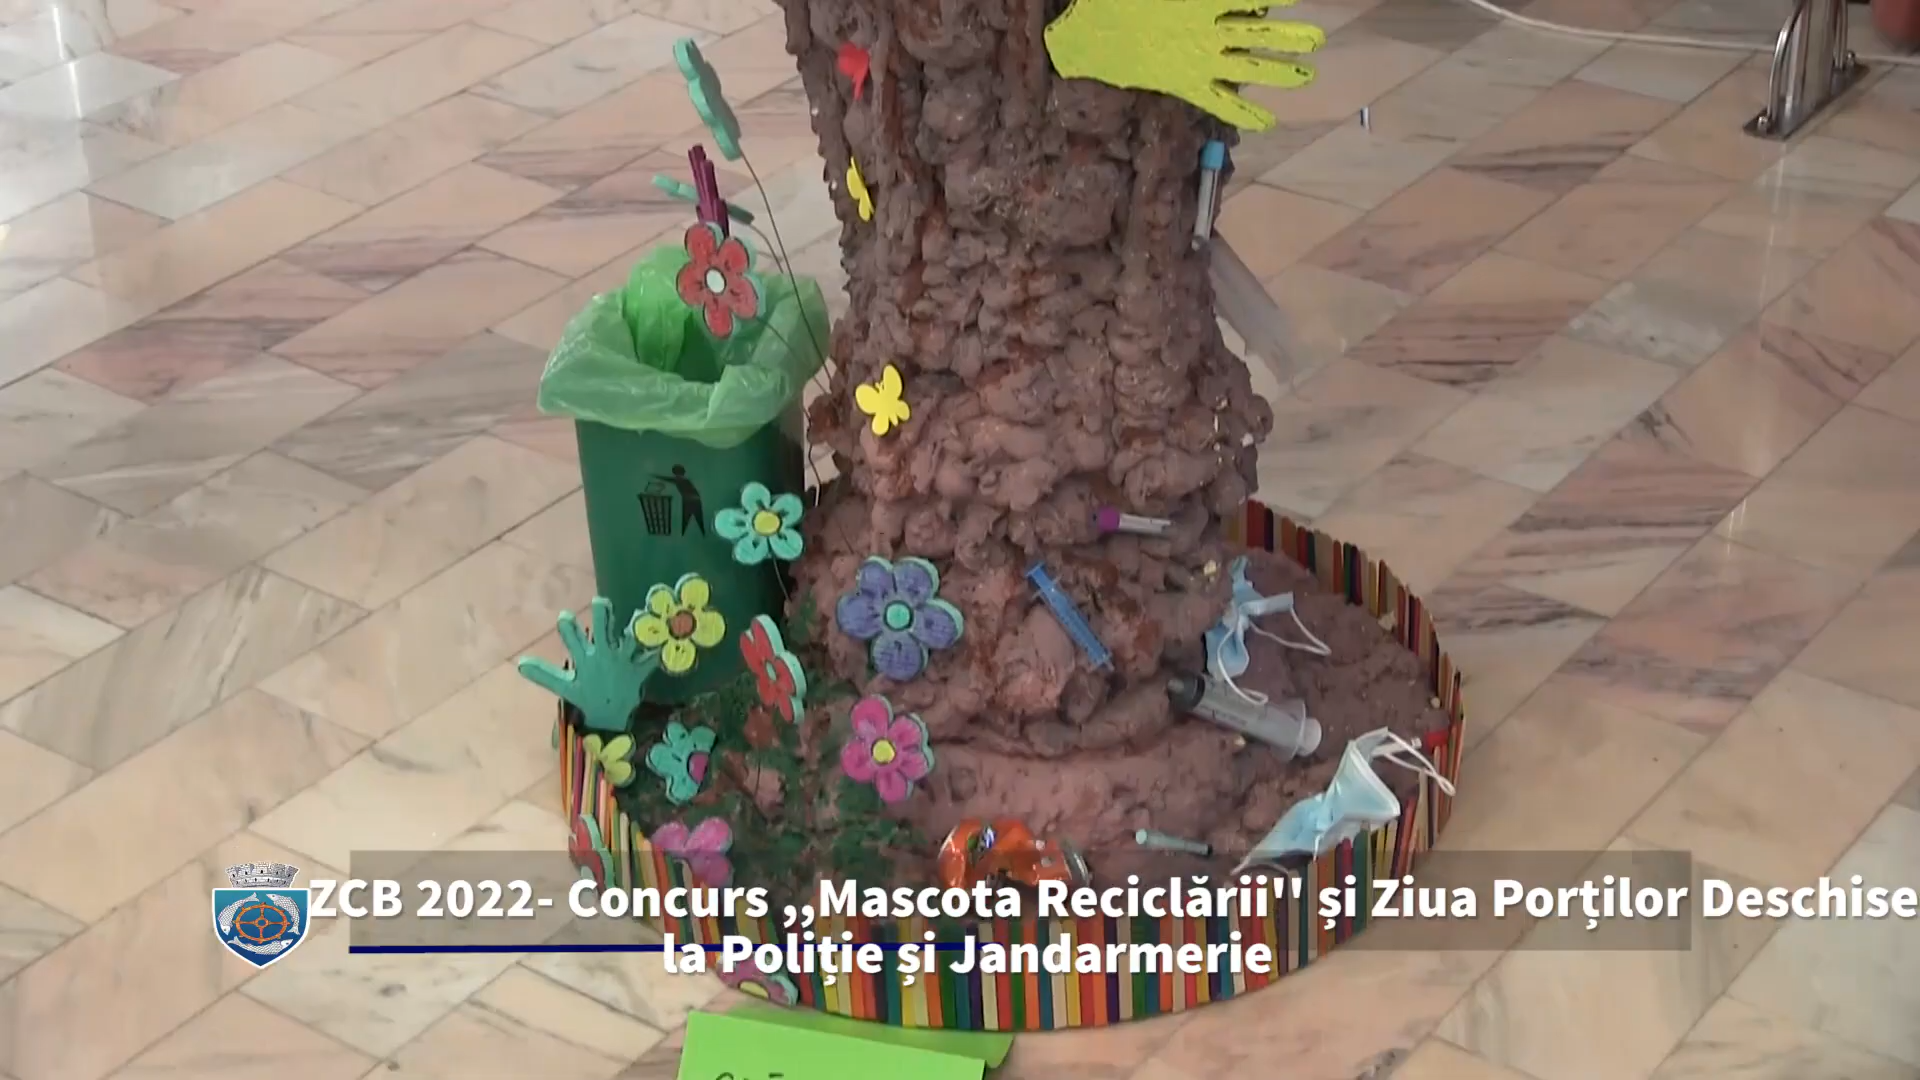 ZCB 2022- Concurs ,,Mascota Reciclării'' și Ziua Porților Deschise
la Poliție și Jandarmerie